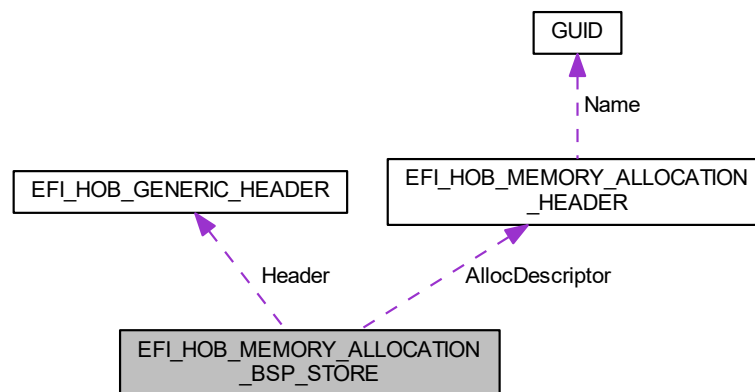 GUID
Name
EFI_HOB_GENERIC_HEADER
EFI_HOB_MEMORY_ALLOCATION
_HEADER
Header
AllocDescriptor
EFI_HOB_MEMORY_ALLOCATION
_BSP_STORE